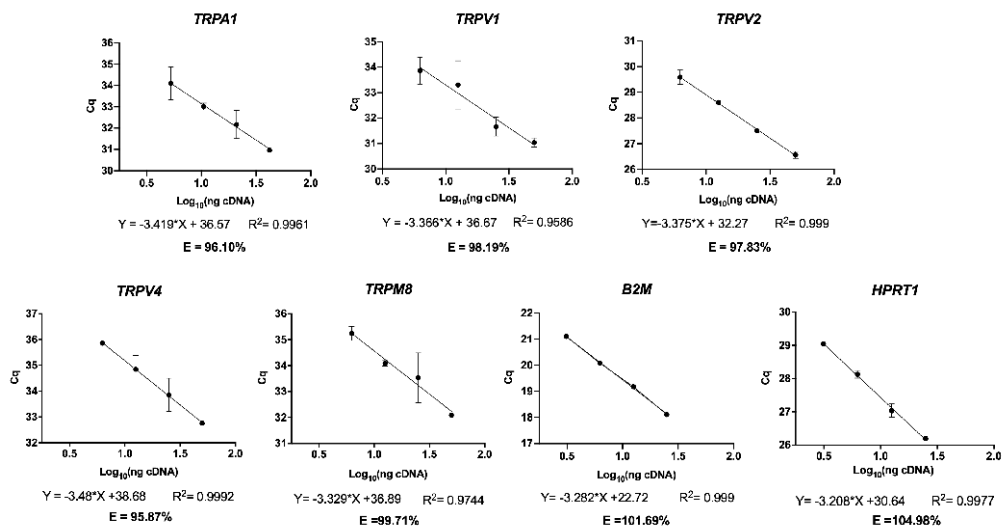 TRPA1 TRPV1 TRPV2
36
35
34
33
32
31
30
Cq
0.5 1.0 1.5 2.0
Log10(ng cDNA)
Y = -3.419*X + 36.57 R2= 0.9961
E = 96.10%
35
34
33
32
31
30
Cq
0.5 1.0 1.5 2.0
Log10(ng cDNA)
Y = -3.366*X + 36.67 R2= 0.9586
E = 98.19%
31
30
29
28
27
26
Cq
0.5 1.0 1.5 2.0
Log10(ng cDNA)
Y=-3.375*X + 32.27 R2= 0.999
E = 97.83%
TRPV4 TRPM8 B2M HPRT1
37
36
35
34
33
32
Cq
0.5 1.0 1.5 2.0
Log10(ng cDNA)
Y= -3.48*X +38.68 R2= 0.9992
E = 95.87%
36
35
34
33
32
31
Cq
0.5 1.0 1.5 2.0
Log10(ng cDNA)
Y= -3.329*X +36.89 R2= 0.9744
E =99.71%
22
21
20
19
18
17
Cq
0.5 1.0 1.5 2.0
Log10(ng cDNA)
Y= -3.282*X +22.72 R2= 0.999
E =101.69%
30
29
28
27
26
25
Cq
0.5 1.0 1.5 2.0
Log10(ng cDNA)
Y= -3.208*X +30.64 R2= 0.9977
E =104.98%